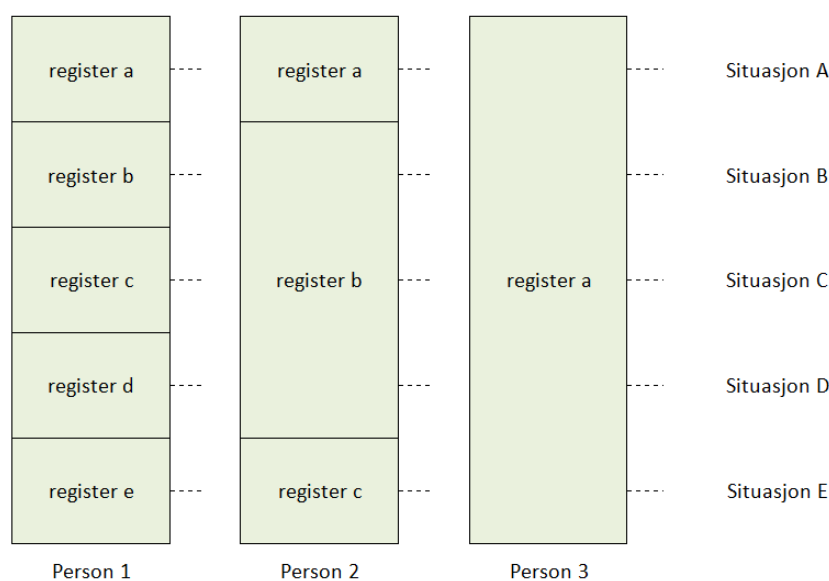 register a register a Situasjon A
register b Situasjon B
register c register b register a Situasjon C
register d Situasjon D
register e register c Situasjon E
Person 1 Person 2 Person 3